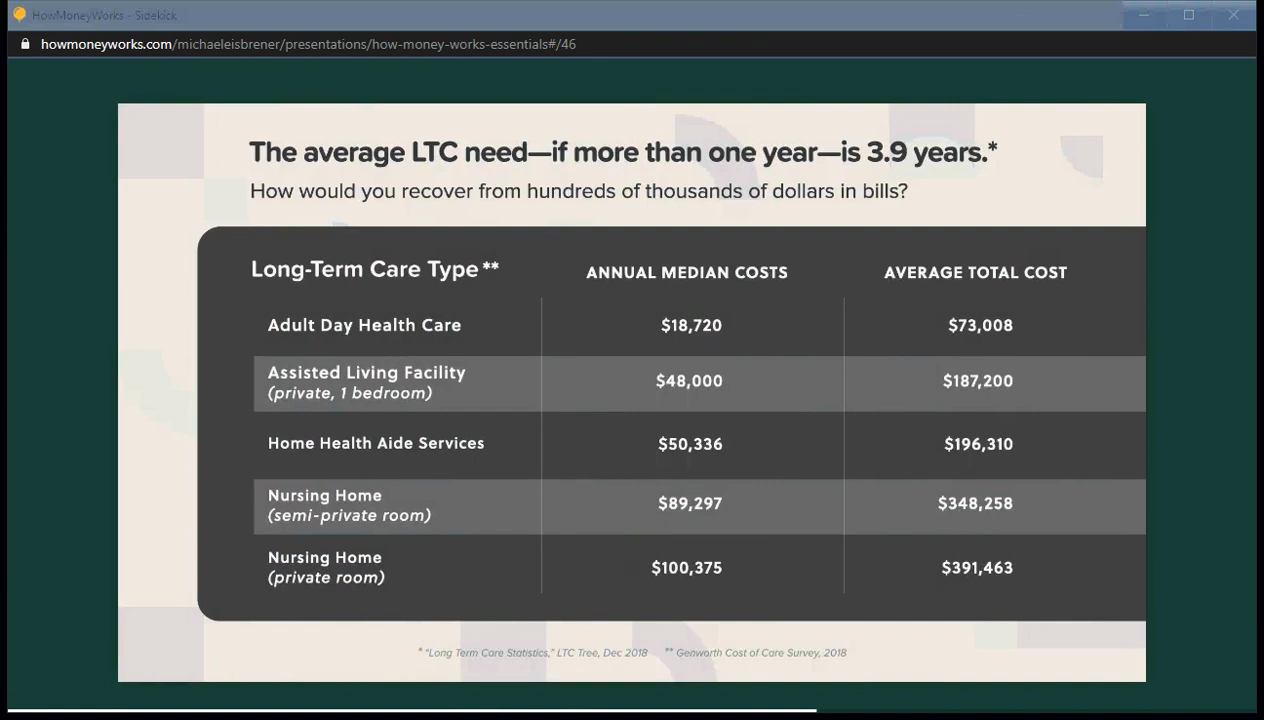 HowMoneyWorks - Sidekick
howmoneyworks.com/michaeleisbrener/presentations/how-money-works-essentials#/46
The average LTC need—if more than one year—is 3.9 years.*
How would you recover from hundreds of thousands of dollars in bills?
Long-Term Care Type** ANNUAL MEDIAN COSTS AVERAGE TOTAL COST
Adult Day Health Care $18,720 $73,008
Assisted Living Facility
(private, 1 bedroom) $48,000 $187,200
Home Health Aide Services $50,336 $196,310
Nursing Home
(semi-private room) $89,297 $348,258
Nursing Home
(private room) $100,375 $391,463
* "Long Term Care Statistics," LTC Tree, Dec 2018 ** Genworth Cost of Care Survey, 2018